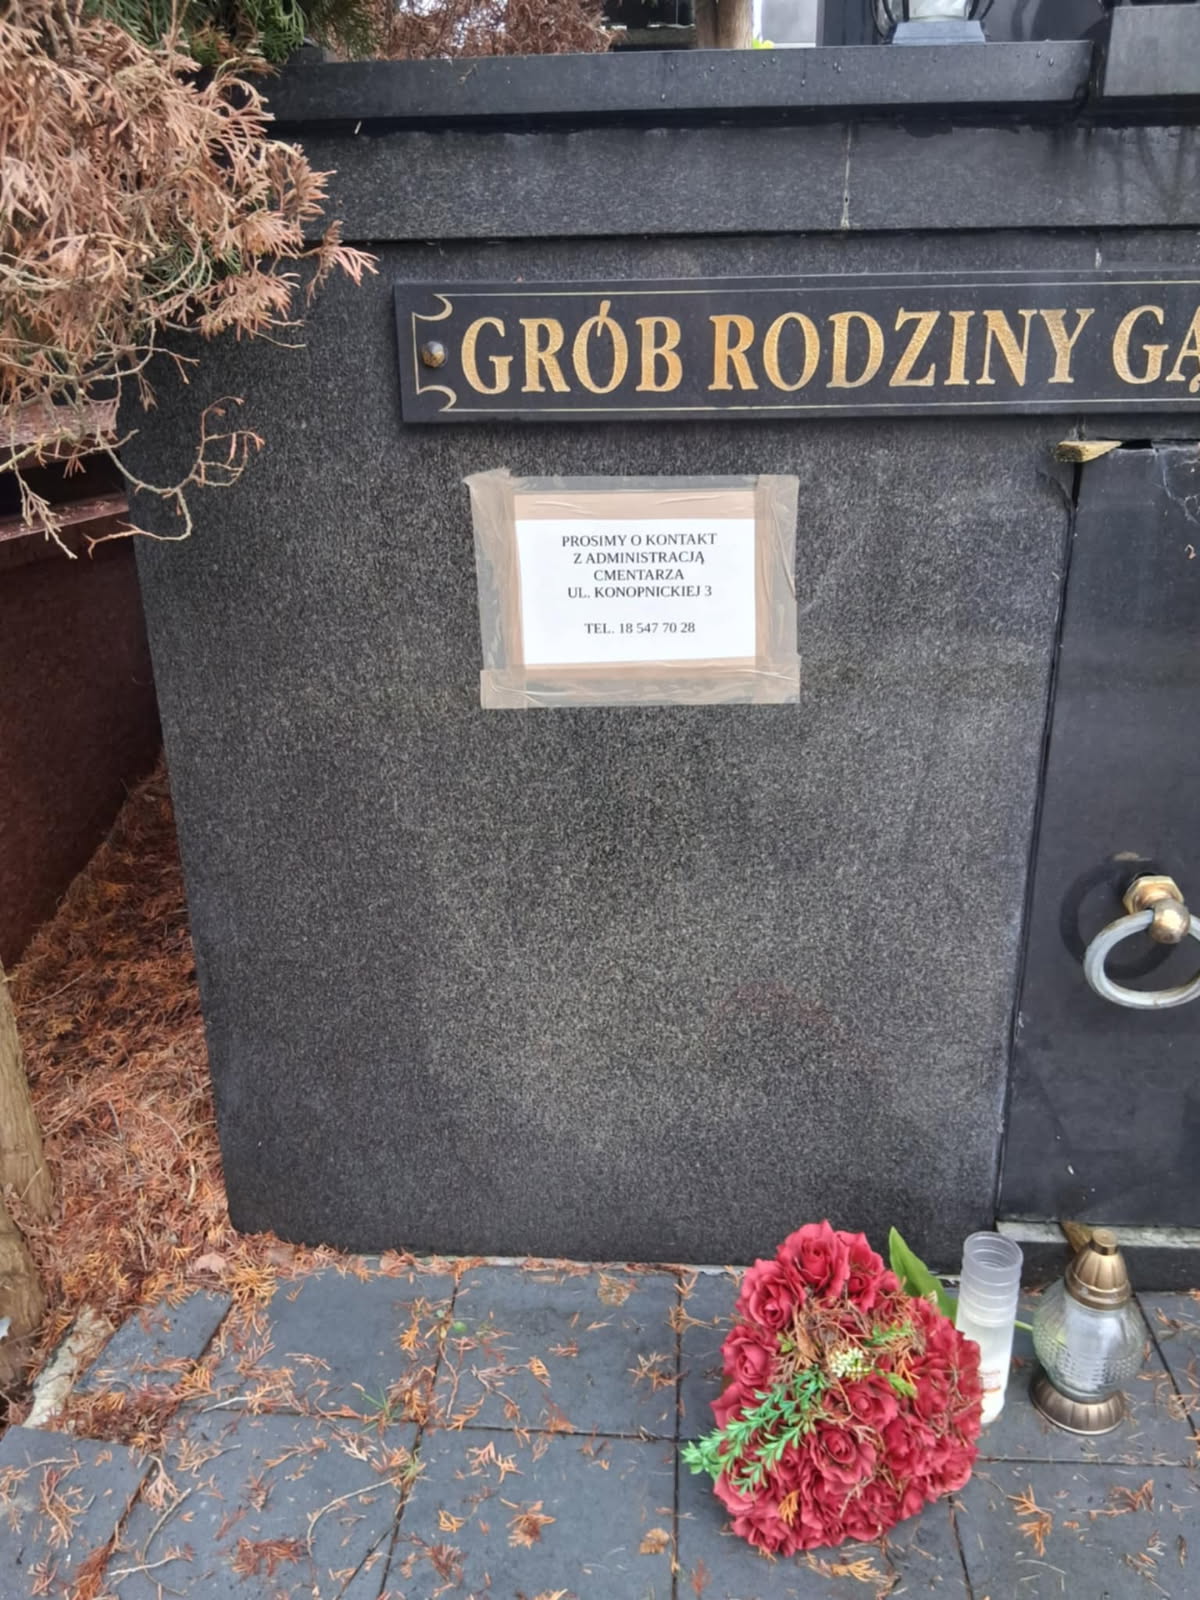 GRÓB RODZINY GĄ
PROSIMY O KONTAKT
Z ADMINISTRACJĄ
CMENTARZA
UL. KONOPNICKIEJ 3
TEL. 18 547 70 28